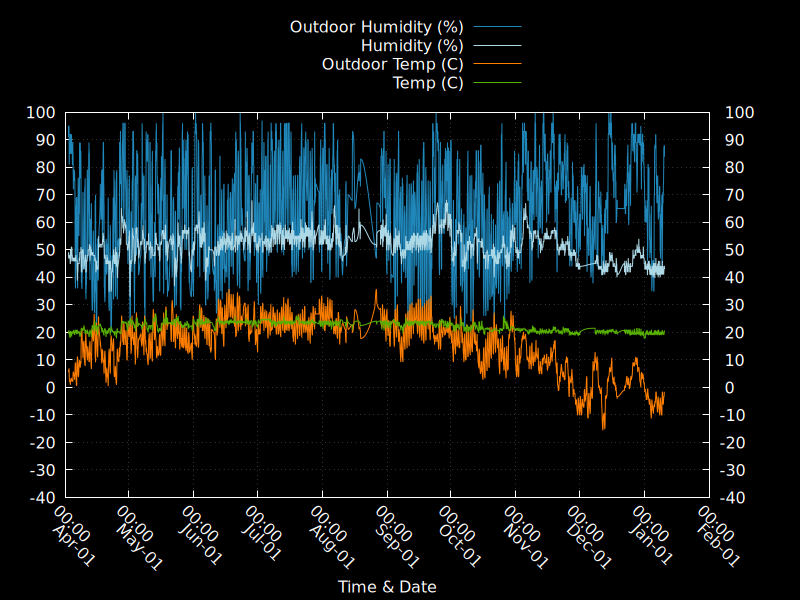 Outdoor Humidity (%)
Humidity (%)
Outdoor Temp (C)
Temp (C)
100 100
90 90
80 80
70 70
60 60
50 50
40 40
30 30
20 20
10 10
0 0
-10 -10
-20 -20
-30 -30
-40 -40
00:00 00:00 00:00 00:00 00:00 00:00 00:00 00:00 00:00 00:00 00:00
Apr-01 May-01 Jun-01 Jul-01 Aug-01 Sep-01 Oct-01 Nov-01 Dec-01 Jan-01 Feb-01
Time & Date